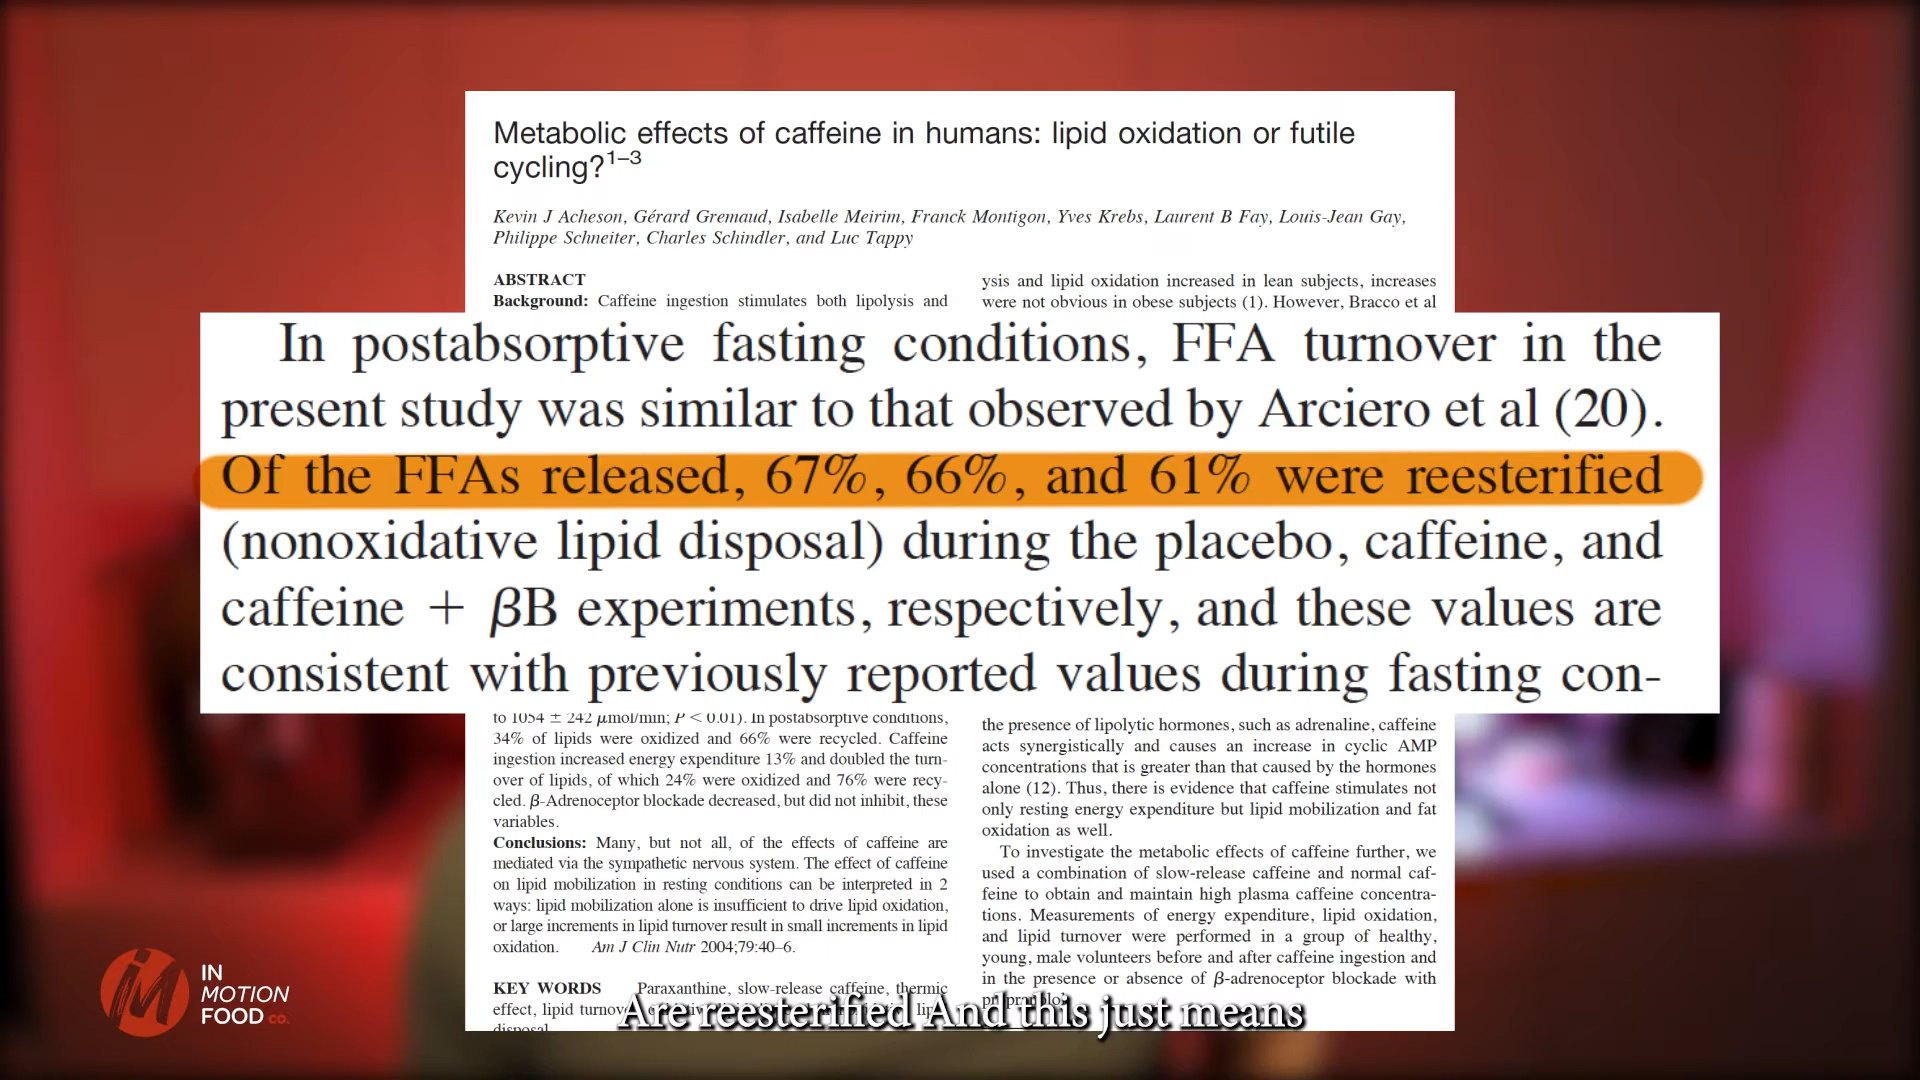 Metabolic effects of caffeine in humans: lipid oxidation or futile
cycling?1–3
Kevin J Acheson, Gérard Gremaud, Isabelle Meirim, Franck Montigon, Yves Krebs, Laurent B Fay, Louis-Jean Gay,
Philippe Schneiter, Charles Schindler, and Luc Tappy
ABSTRACT
Background: Caffeine ingestion stimulates both lipolysis and
ysis and lipid oxidation increased in lean subjects, increases
were not obvious in obese subjects (1). However, Bracco et al
In postabsorptive fasting conditions, FFA turnover in the
present study was similar to that observed by Arciero et al (20).
Of the FFAs released, 67%, 66%, and 61% were reesterified
(nonoxidative lipid disposal) during the placebo, caffeine, and
caffeine + βB experiments, respectively, and these values are
consistent with previously reported values during fasting con-
to 1054 ± 242 μmol/min; P < 0.01). In postabsorptive conditions,
34% of lipids were oxidized and 66% were recycled. Caffeine
ingestion increased energy expenditure 13% and doubled the turn-
over of lipids, of which 24% were oxidized and 76% were recy-
cled. β-Adrenoceptor blockade decreased, but did not inhibit, these
variables.
Conclusions: Many, but not all, of the effects of caffeine are
mediated via the sympathetic nervous system. The effect of caffeine
on lipid mobilization in resting conditions can be interpreted in 2
ways: lipid mobilization alone is insufficient to drive lipid oxidation,
or large increments in lipid turnover result in small increments in lipid
oxidation. Am J Clin Nutr 2004;79:40–6.
KEY WORDS Paraxanthine, slow-release caffeine, thermic
effect, lipid
disposal
the presence of lipolytic hormones, such as adrenaline, caffeine
acts synergistically and causes an increase in cyclic AMP
concentrations that is greater than that caused by the hormones
alone (12). Thus, there is evidence that caffeine stimulates not
only resting energy expenditure but lipid mobilization and fat
oxidation as well.
To investigate the metabolic effects of caffeine further, we
used a combination of slow-release caffeine and normal caf-
feine to obtain and maintain high plasma caffeine concentra-
tions. Measurements of energy expenditure, lipid oxidation,
and lipid turnover were performed in a group of healthy,
young, male volunteers before and after caffeine ingestion and
in the presence or absence of β-adrenoceptor blockade with
Are reesterified And this just means
IN
MOTION
FOOD co.